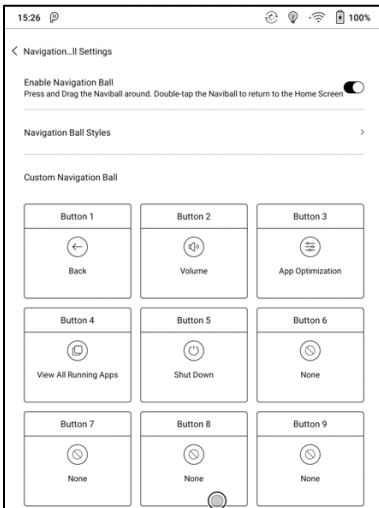 15:26 100%
Navigation...ll Settings
Enable Navigation Ball
Press and Drag the Naviball around. Double-tap the Naviball to return to the Home Screen
Navigation Ball Styles
Custom Navigation Ball
Button 1 Button 2 Button 3
Back Volume App Optimization
Button 4 Button 5 Button 6
View All Running Apps Shut Down None
Button 7 Button 8 Button 9
None None None